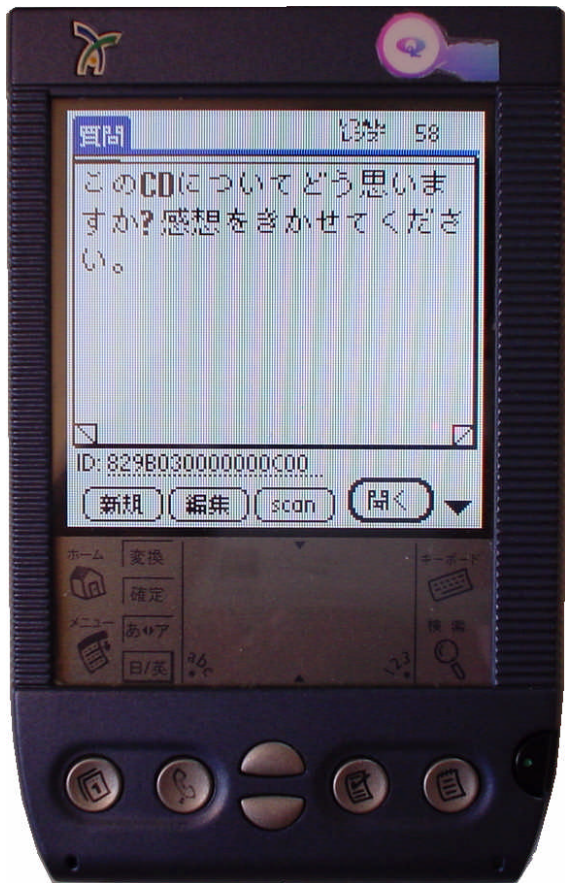 質問
58
このCDについてどう思いま
すか?感想をきかせてくださ
い。
ID: 829B030000000C00
新規 編集 scan 開く
ホーム 変換 キーボード
確定
メニュー あ↔ア 検索
日/英 abc 123
1